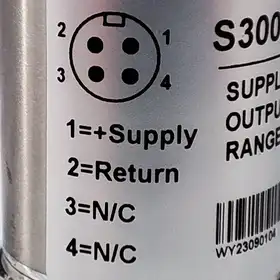 2 1
3 4
1=+Supply
2=Return
3=N/C
4=N/C
S300
SUPPL
OUTPU
RANGE
WY23090104